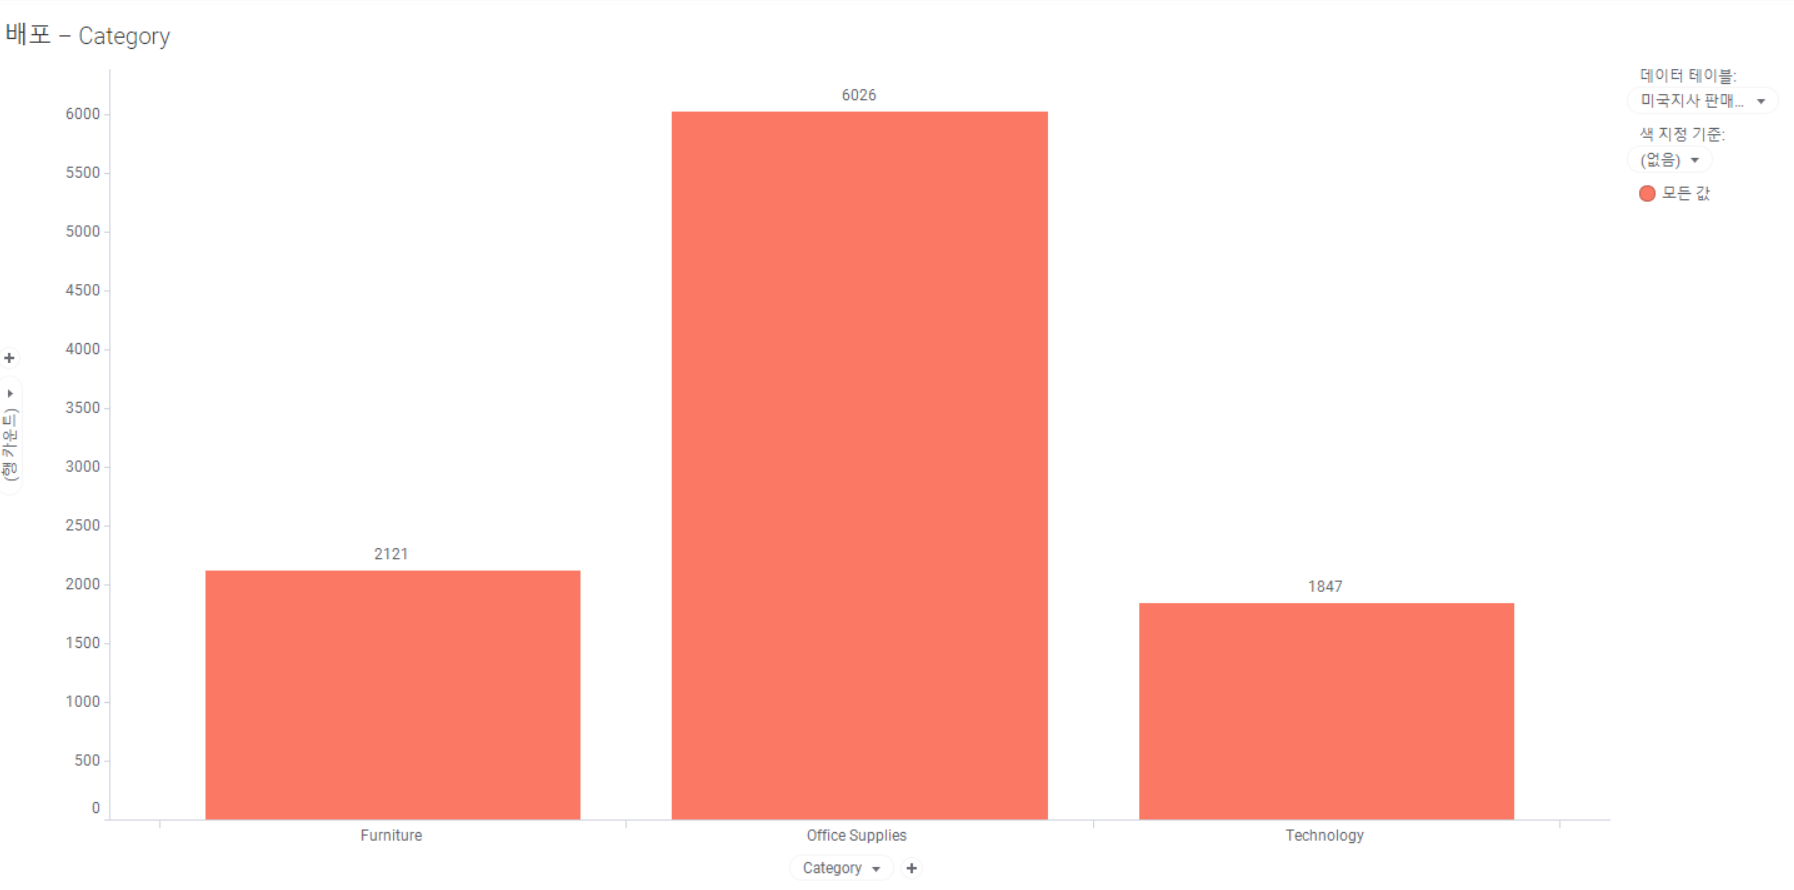 배포 – Category
데이터 테이블:
미국지사 판매...
색 지정 기준:
(없음)
모든 값
(행 카운트)
6000
5500
5000
4500
4000
3500
3000
2500
2000
1500
1000
500
0
2121
6026
1847
Furniture
Office Supplies
Technology
Category